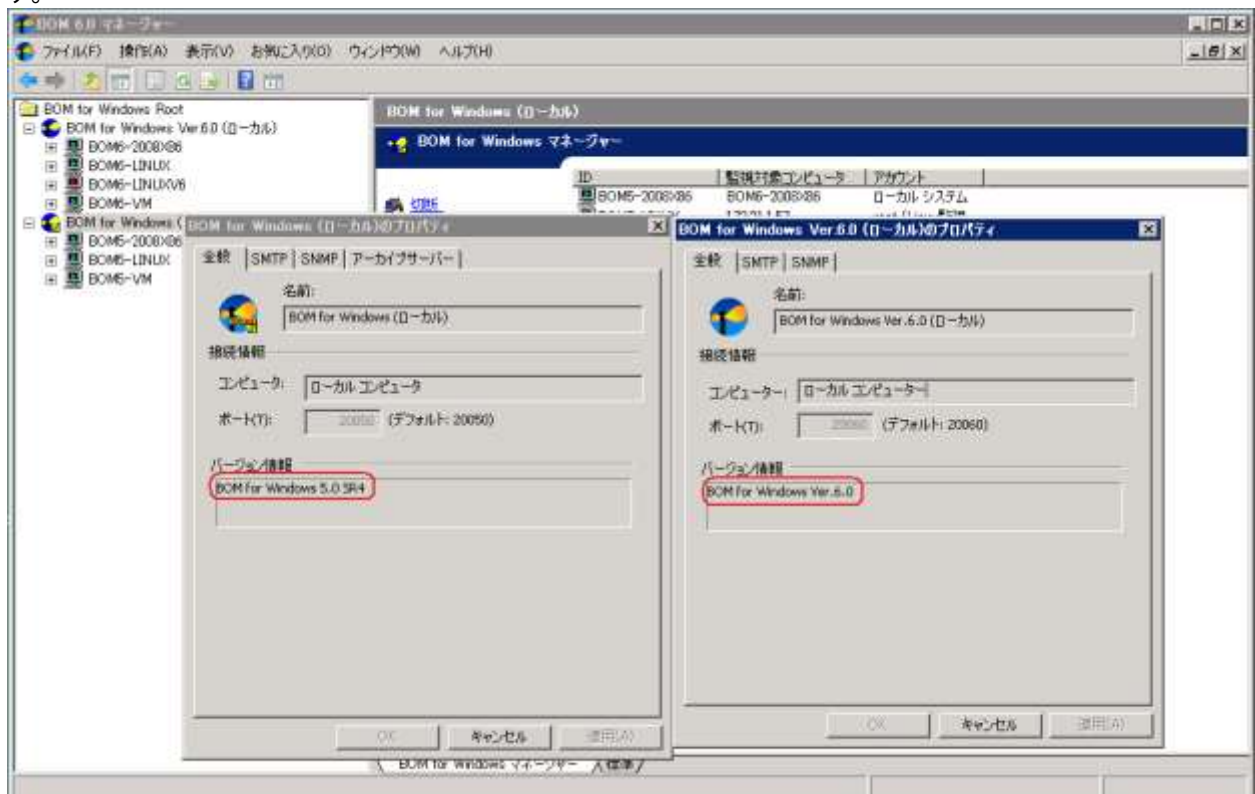 す。
BOM 6.0 マネージャー
ファイル(F) 操作(A) 表示(V) お気に入り(O) ウィンドウ(W) ヘルプ(H)
BOM for Windows Root
BOM for Windows Ver.6.0 (ローカル)
BOM6-2008X86
BOM6-LINUX
BOM6-LINUXV6
BOM6-VM
BOM for Windows (
BOM5-2008X86
BOM5-LINUX
BOM5-VM
BOM for Windows (ローカル)
BOM for Windows マネージャー
切断
ID 監視対象コンピュータ アカウント
BOM5-2008X86 BOM6-2008X86 ローカル システム
BOM for Windows (ローカル)のプロパティ
全般 SMTP SNMP アーカイブサーバー
名前:
BOM for Windows (ローカル)
接続情報
コンピュータ: ローカル コンピュータ
ポート(T): 20050 (デフォルト: 20050)
バージョン情報
BOM for Windows 5.0 SR4
OK キャンセル 適用(A)
BOM for Windows Ver.6.0 (ローカル)のプロパティ
全般 SMTP SNMP
名前:
BOM for Windows Ver.6.0 (ローカル)
接続情報
コンピューター: ローカル コンピューター
ポート(T): 20060 (デフォルト: 20060)
バージョン情報
BOM for Windows Ver.6.0
OK キャンセル 適用(A)
BOM for Windows マネージャー 標準